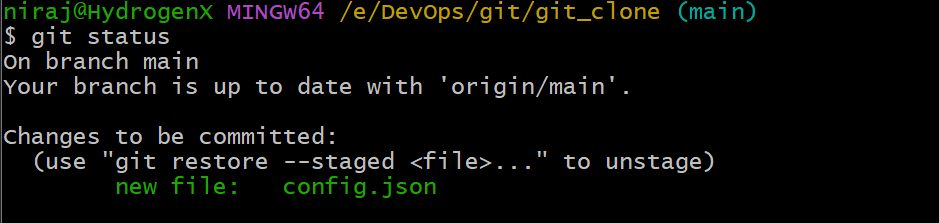 niraj@HydrogenX MINGW64 /e/DevOps/git/git_clone (main)
$ git status
On branch main
Your branch is up to date with 'origin/main'.
Changes to be committed:
(use "git restore --staged <file>..." to unstage)
new file: config.json